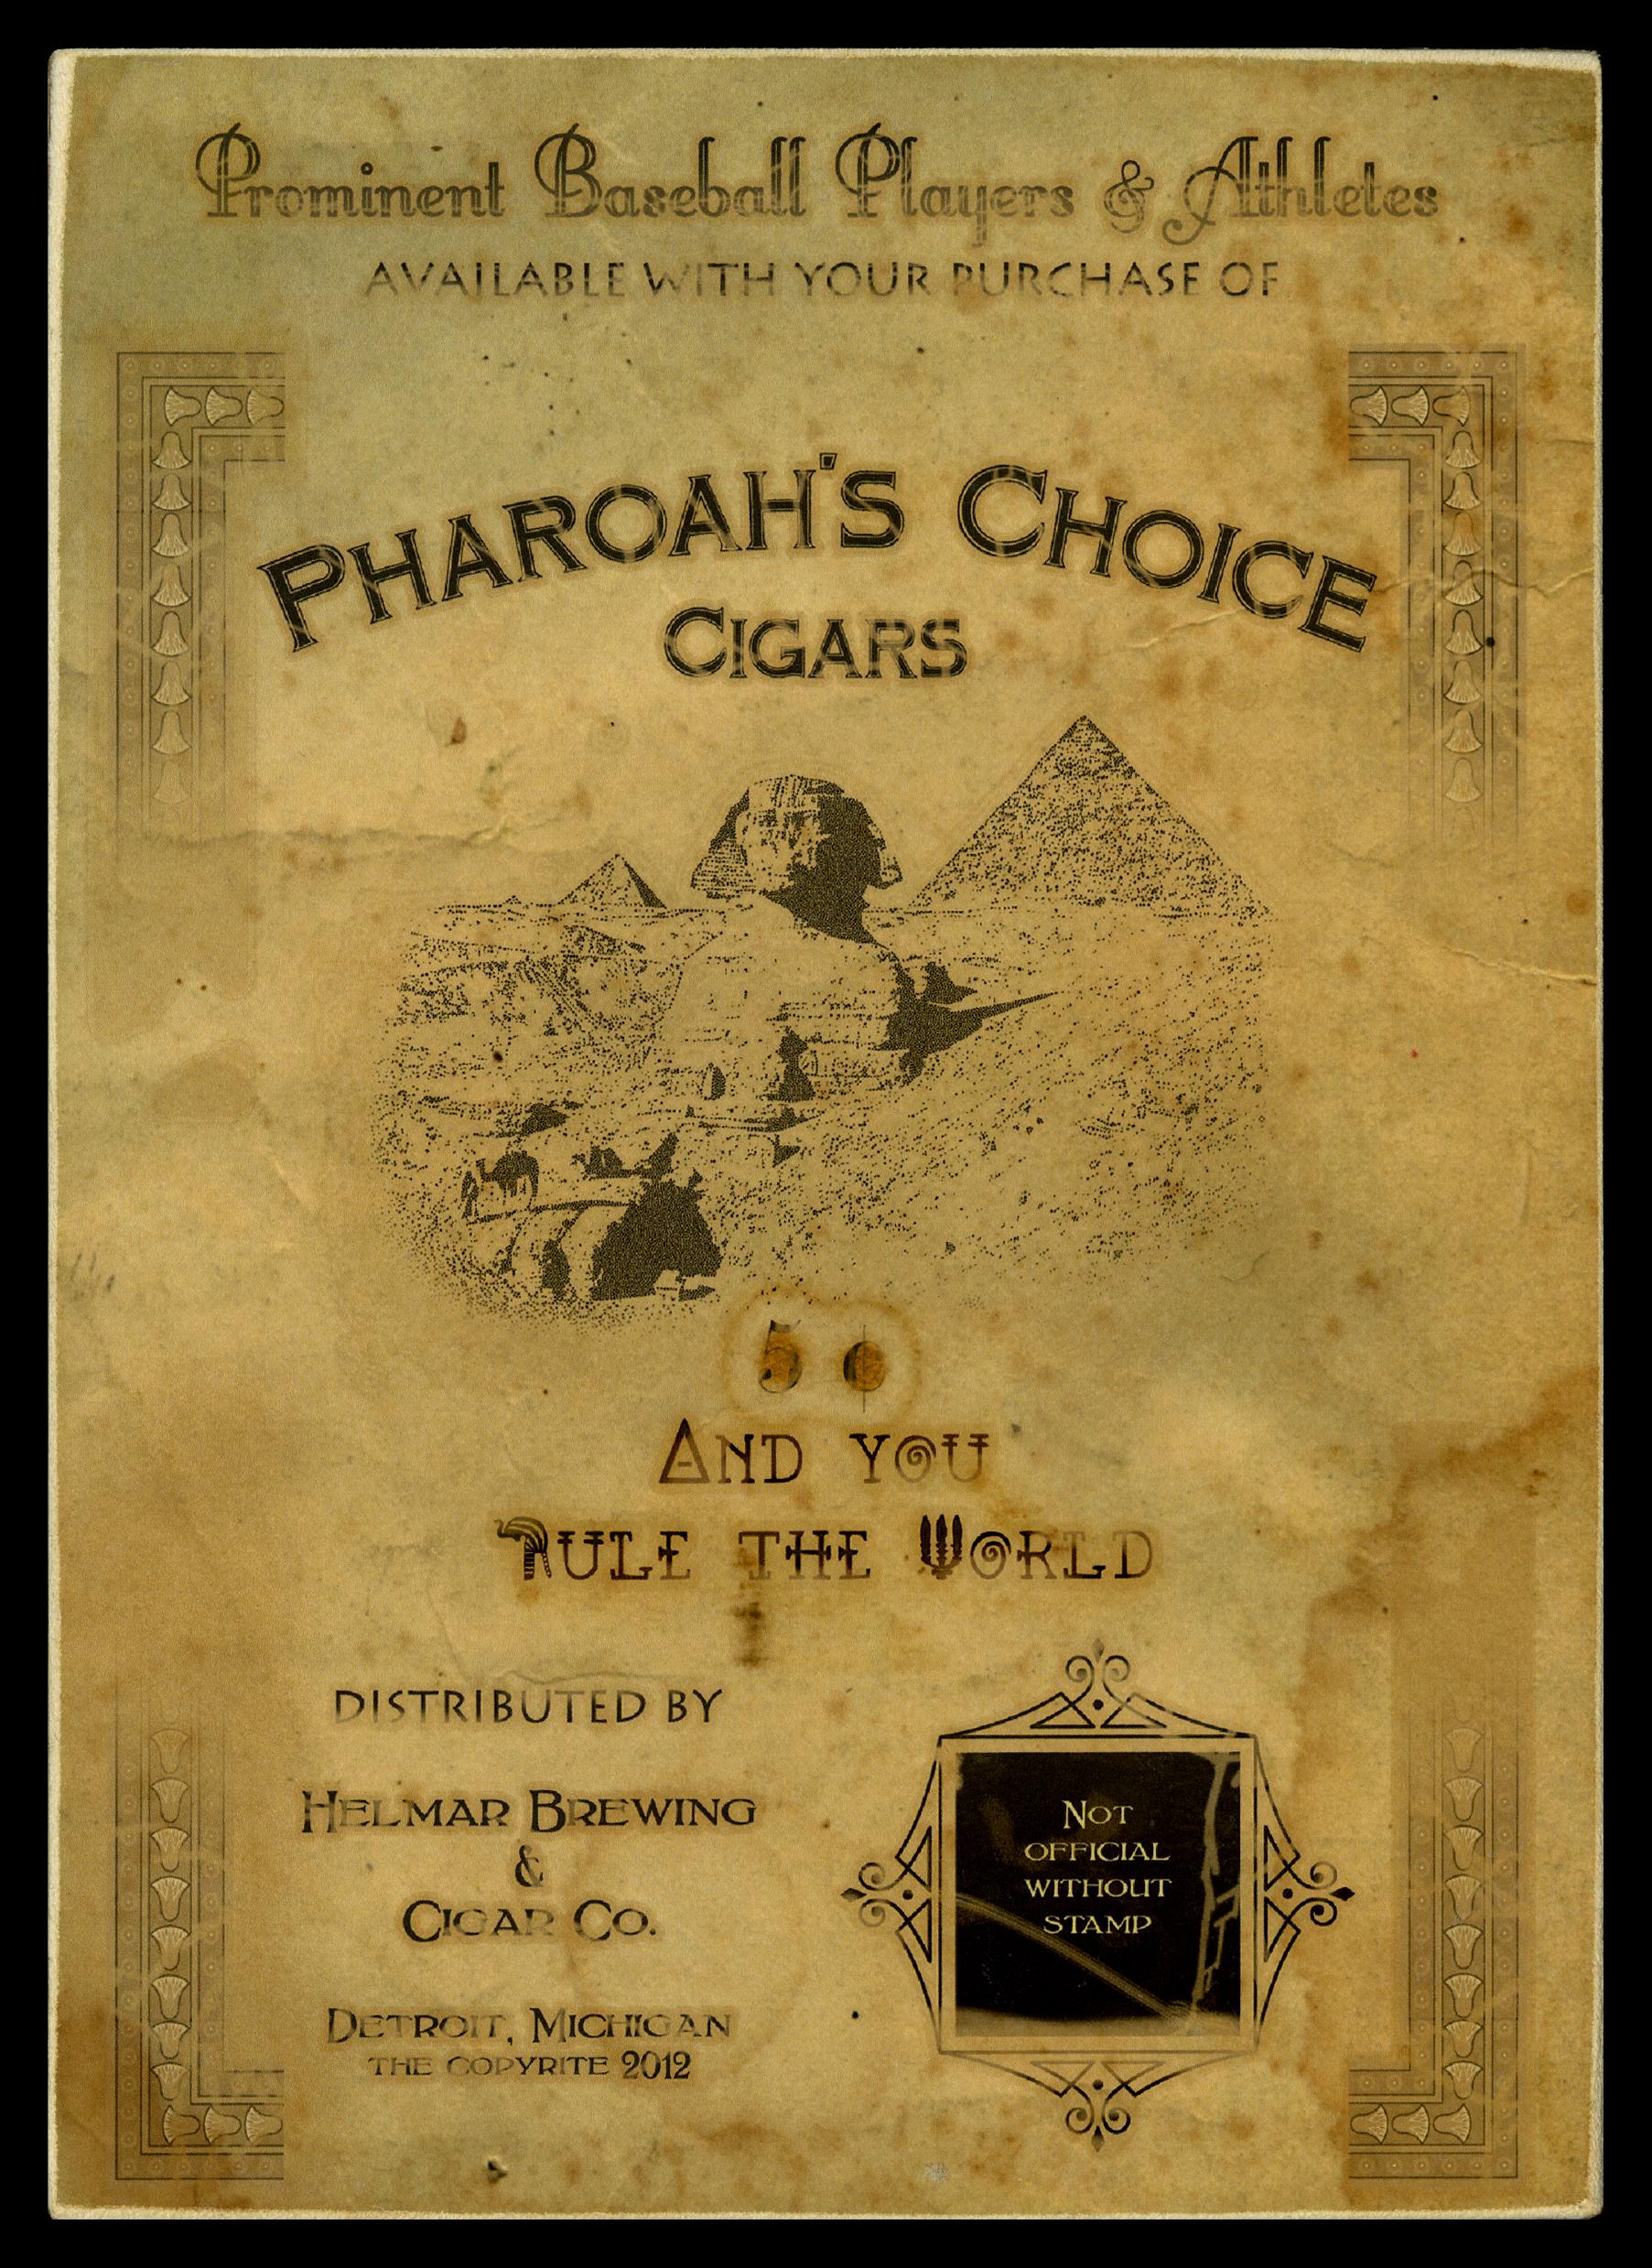 Prominent Baseball Players & Athletes
AVAILABLE WITH YOUR PURCHASE OF
PHAROAH'S CHOICE
CIGARS
5 ¢
AND YOU
RULE THE WORLD
DISTRIBUTED BY
HELMAR BREWING
&
CIGAR CO.
DETROIT, MICHIGAN
THE COPYRITE 2012
NOT
OFFICIAL
WITHOUT
STAMP